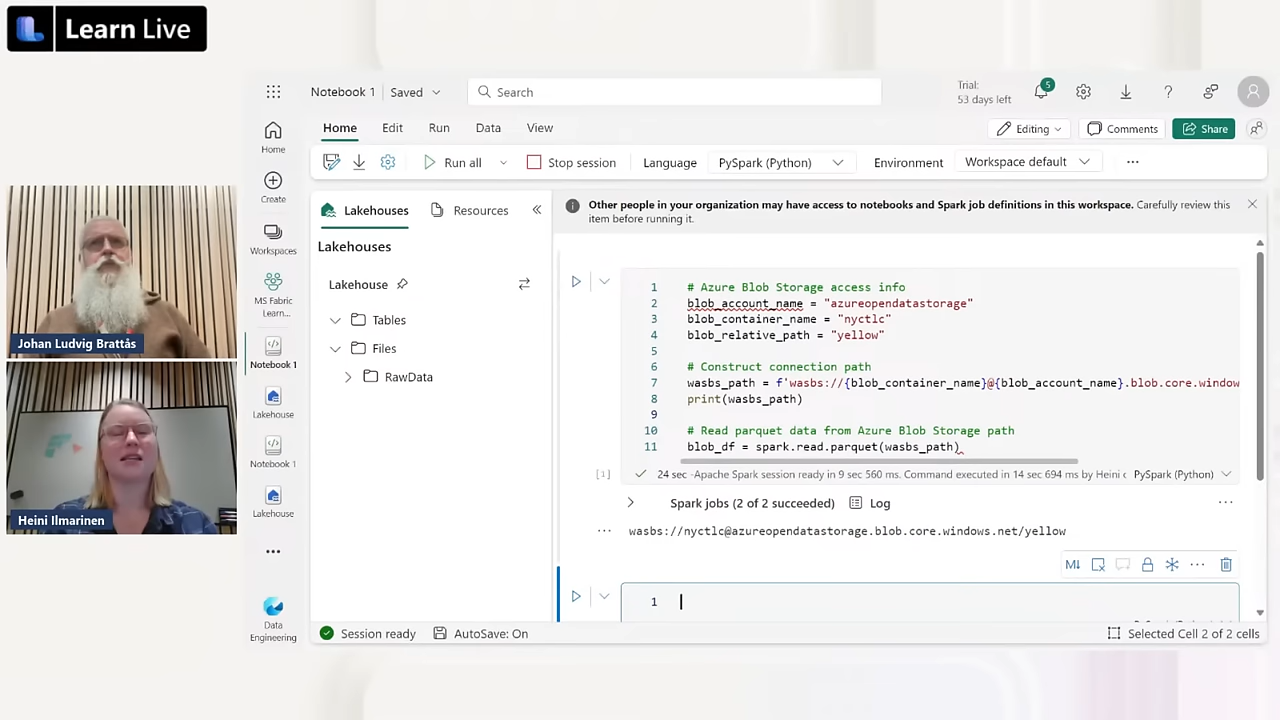 Learn Live
Notebook 1 Saved
Search
Trial:
53 days left
5
Home Edit Run Data View
Editing
Comments
Share
Run all
Stop session
Language
PySpark (Python)
Environment
Workspace default
Home
Create
Workspaces
MS Fabric
Learn...
Notebook 1
Lakehouse
Notebook 1
Lakehouse
Data
Engineering
Lakehouses
Resources
Lakehouses
Lakehouse
Tables
Files
RawData
Other people in your organization may have access to notebooks and Spark job definitions in this workspace. Carefully review this
item before running it.
1 # Azure Blob Storage access info
2 blob_account_name = "azureopendatastorage"
3 blob_container_name = "nyctlc"
4 blob_relative_path = "yellow"
5
6 # Construct connection path
7 wasbs_path = f'wasbs://{blob_container_name}@{blob_account_name}.blob.core.window
8 print(wasbs_path)
9
10 # Read parquet data from Azure Blob Storage path
11 blob_df = spark.read.parquet(wasbs_path)
[1] 24 sec -Apache Spark session ready in 9 sec 560 ms. Command executed in 14 sec 694 ms by Heini PySpark (Python)
Spark jobs (2 of 2 succeeded) Log
wasbs://nyctlc@azureopendatastorage.blob.core.windows.net/yellow
1
Session ready
AutoSave: On
Selected Cell 2 of 2 cells
Johan Ludvig Brattås
Heini Ilmarinen